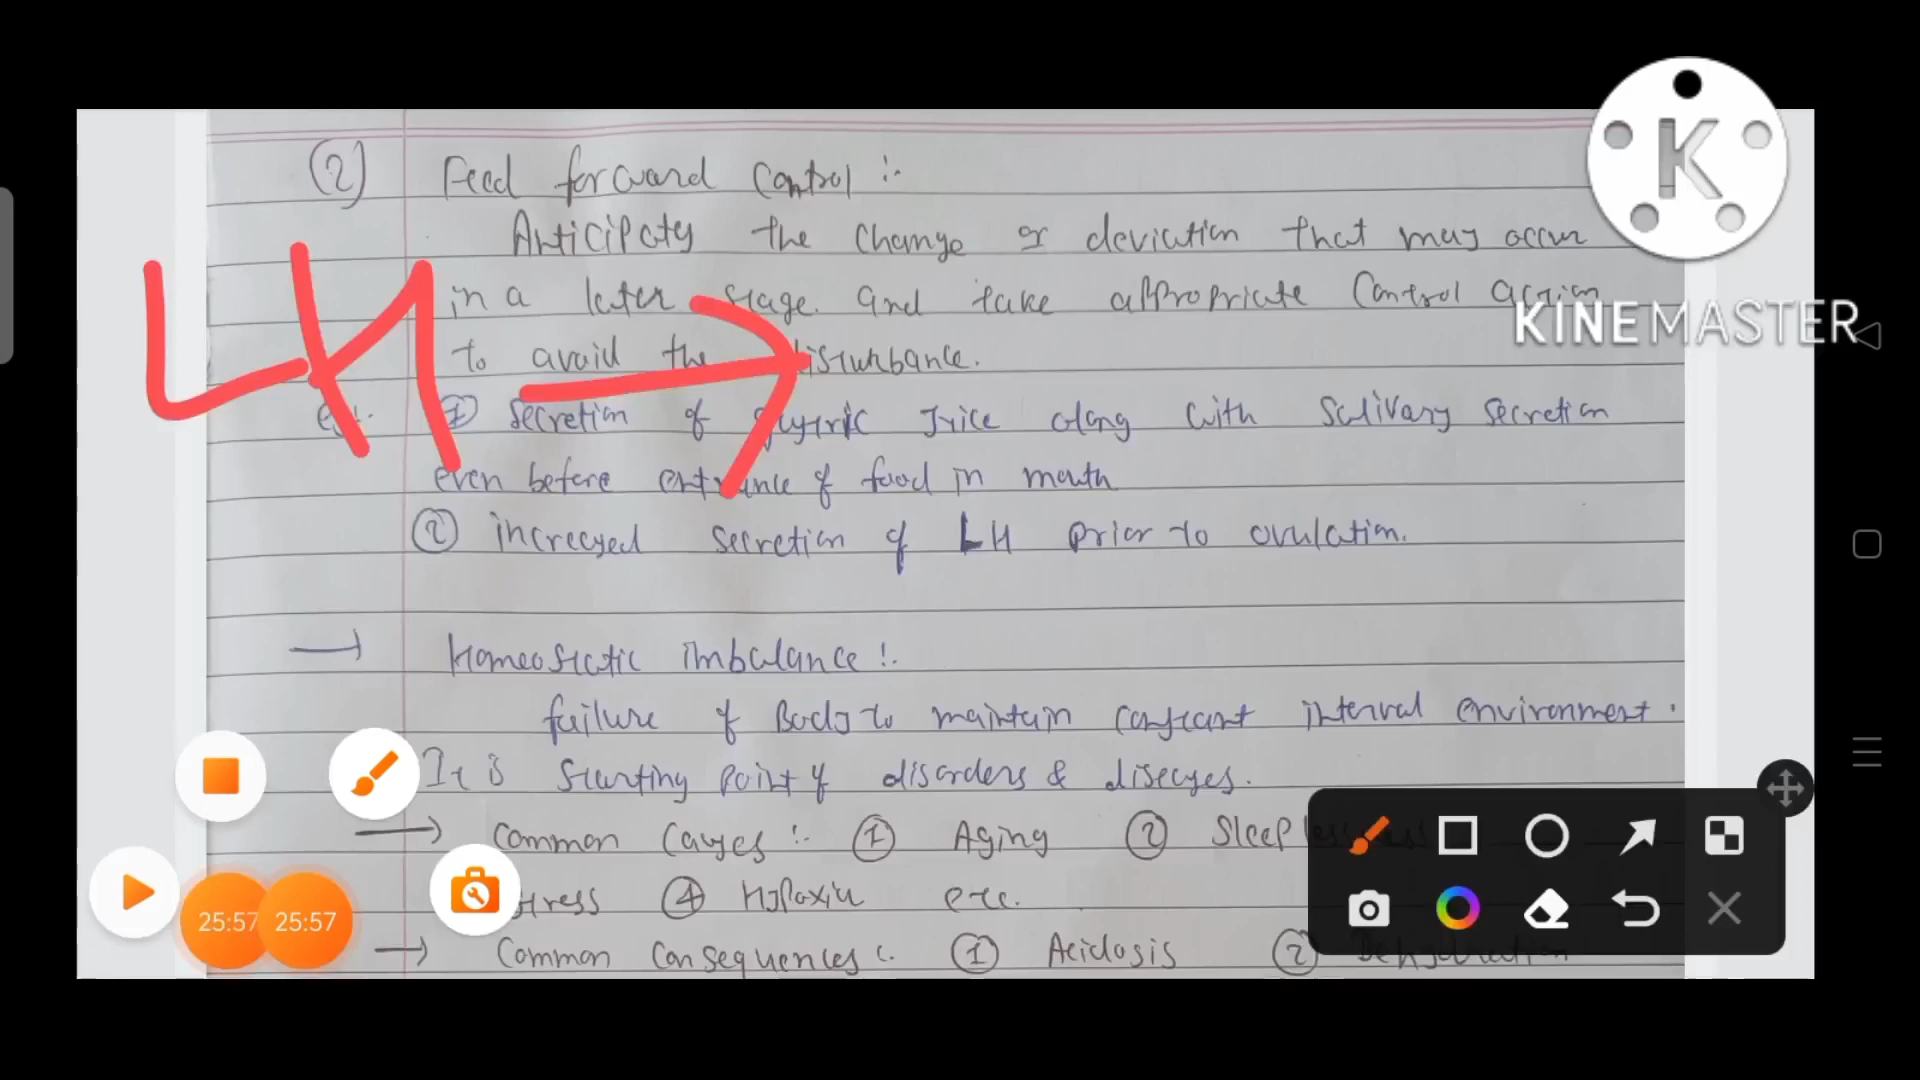 (2) Feed forward Control :-
Anticipaty the change or deviation that may occur
in a later stage. and take appropriate Control action
to avoid the disturbance.
eg:- ① secretion of gastric Juice along with Salivary secretion
even before entrance of food in mouth
② increased secretion of LH prior to ovulation.
→ Homeostatic imbalance :-
failure of Body to maintain constant internal environment.
It is starting point of disorders & diseases.
→ Common Causes :- ① Aging ② Sleeplessness
stress ④ Hypoxia etc.
→ Common Consequences :- ① Acidosis ② Dehydration
LH →
K
KINEMASTER
25:57 25:57